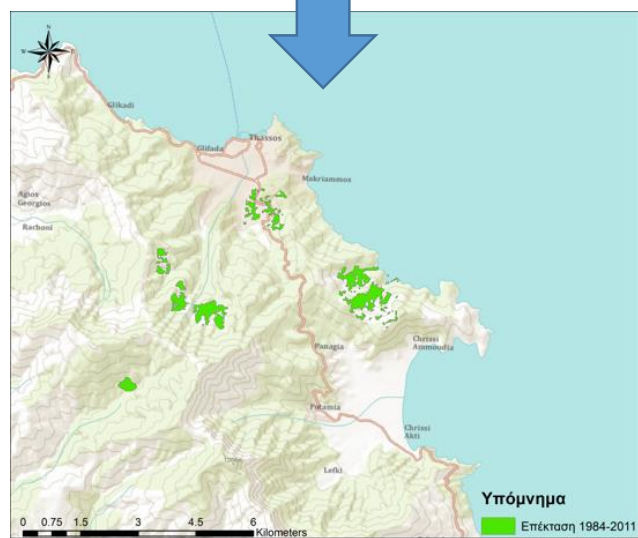 N
W
E
S
Glikadi
Glifada
Thassos
Makriammos
Agios
Georgios
Rachoni
Panagia
Chrissi
Ammoudia
Potamia
Chrissi
Akti
Lefki
Υπόμνημα
0 0.75 1.5 3 4.5 6
Kilometers
Επέκταση 1984-2011